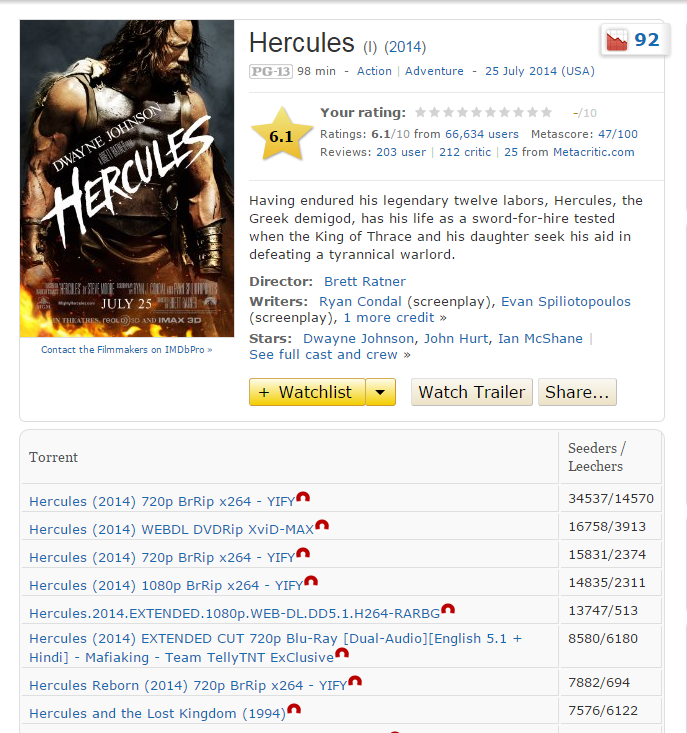 Hercules (I) (2014)
92
PG-13 98 min - Action | Adventure - 25 July 2014 (USA)
DWAYNE JOHNSON
HERCULES
JULY 25
IMAX 3D
Contact the Filmmakers on IMDbPro »
6.1
Your rating: -/10
Ratings: 6.1/10 from 66,634 users Metascore: 47/100
Reviews: 203 user | 212 critic | 25 from Metacritic.com
Having endured his legendary twelve labors, Hercules, the
Greek demigod, has his life as a sword-for-hire tested
when the King of Thrace and his daughter seek his aid in
defeating a tyrannical warlord.
Director: Brett Ratner
Writers: Ryan Condal (screenplay), Evan Spiliotopoulos
(screenplay), 1 more credit »
Stars: Dwayne Johnson, John Hurt, Ian McShane |
See full cast and crew »
+ Watchlist
Watch Trailer
Share...
Torrent
Seeders /
Leechers
Hercules (2014) 720p BrRip x264 - YIFY 34537/14570
Hercules (2014) WEBDL DVDRip XviD-MAX 16758/3913
Hercules (2014) 720p BrRip x264 - YIFY 15831/2374
Hercules (2014) 1080p BrRip x264 - YIFY 14835/2311
Hercules.2014.EXTENDED.1080p.WEB-DL.DD5.1.H264-RARBG 13747/513
Hercules (2014) EXTENDED CUT 720p Blu-Ray [Dual-Audio][English 5.1 + 8580/6180
Hindi] - Mafiaking - Team TellyTNT ExClusive
Hercules Reborn (2014) 720p BrRip x264 - YIFY 7882/694
Hercules and the Lost Kingdom (1994) 7576/6122